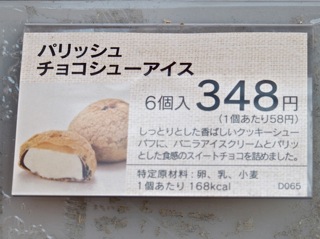 パリッシュ
チョコシューアイス
6個入 348円
(1個あたり58円)
しっとりとした香ばしいクッキーシュー
パフに、バニラアイスクリームとパリッ
とした食感のスイートチョコを詰めました。
特定原材料:卵、乳、小麦
1個あたり 168kcal
D065